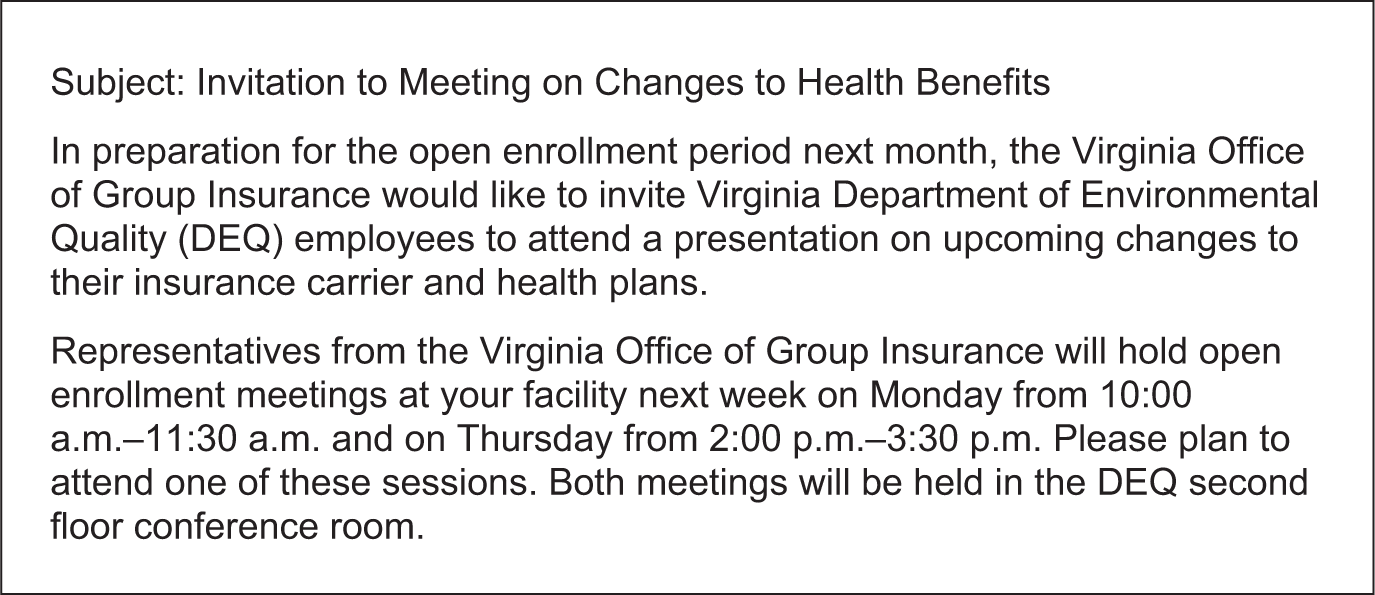 Subject: Invitation to Meeting on Changes to Health Benefits
In preparation for the open enrollment period next month, the Virginia Office
of Group Insurance would like to invite Virginia Department of Environmental
Quality (DEQ) employees to attend a presentation on upcoming changes to
their insurance carrier and health plans.
Representatives from the Virginia Office of Group Insurance will hold open
enrollment meetings at your facility next week on Monday from 10:00
a.m.–11:30 a.m. and on Thursday from 2:00 p.m.–3:30 p.m. Please plan to
attend one of these sessions. Both meetings will be held in the DEQ second
floor conference room.